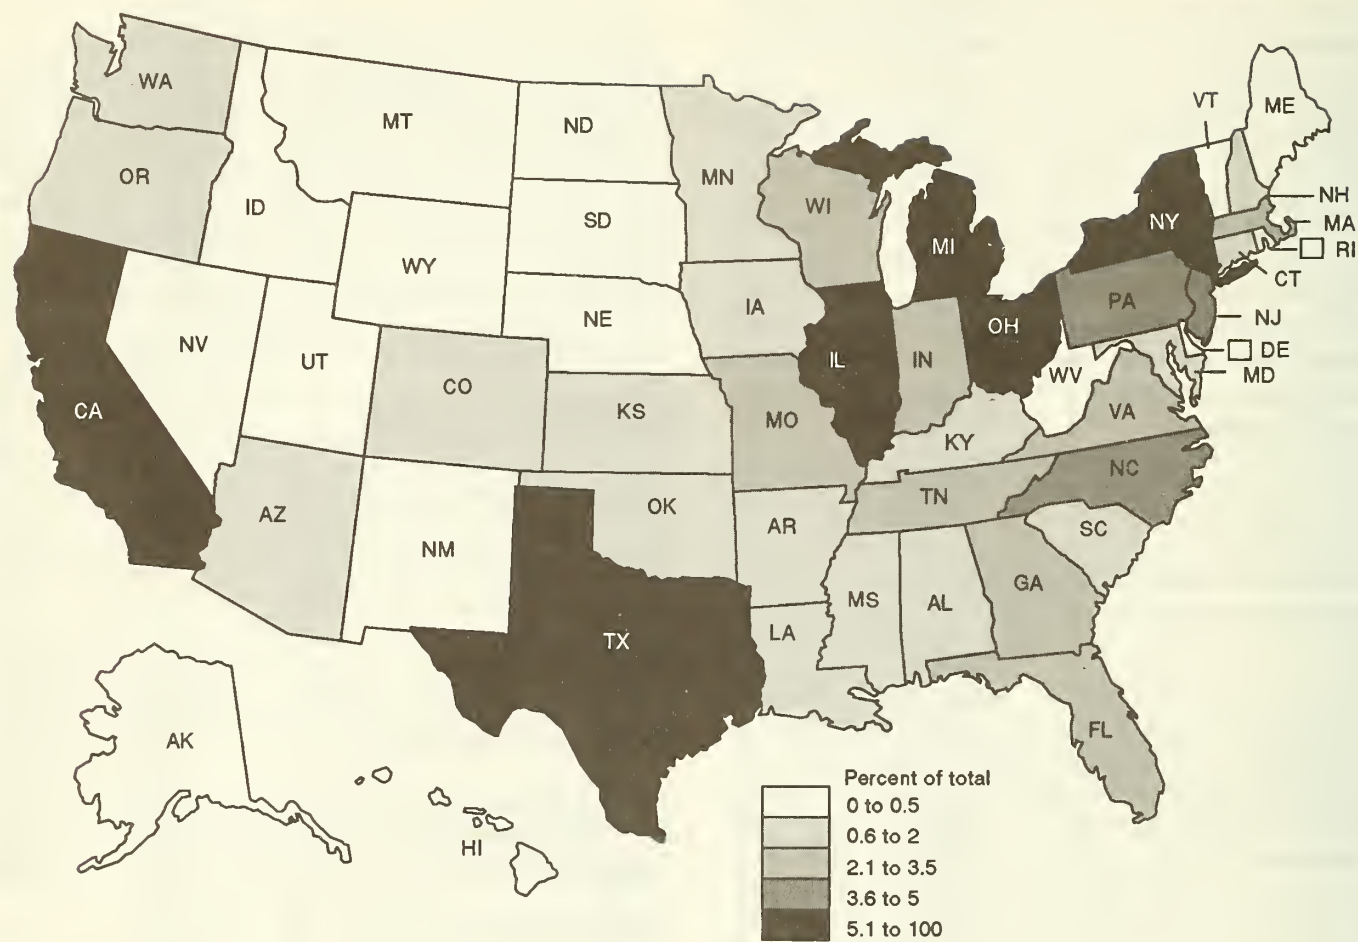 WA
MT
ND
MN
VT
ME
OR
ID
SD
WI
MI
NY
NH
MA
RI
CT
WY
IA
NE
PA
NJ
NV
UT
CO
IL
IN
OH
WV
DE
MD
CA
KS
MO
KY
VA
NC
TN
AZ
NM
OK
AR
SC
MS
AL
GA
TX
LA
FL
AK
HI
Percent of total
0 to 0.5
0.6 to 2
2.1 to 3.5
3.6 to 5
5.1 to 100